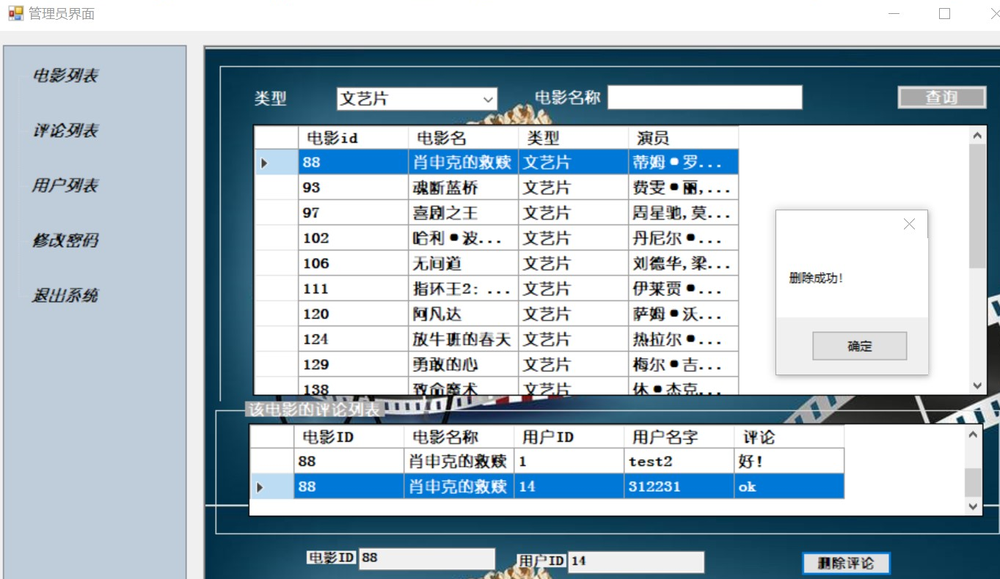 管理员界面
电影列表
评论列表
用户列表
修改密码
退出系统
类型 文艺片 电影名称 查询
电影id 电影名 类型 演员
88 肖申克的救赎 文艺片 蒂姆●罗...
93 魂断蓝桥 文艺片 费雯●丽,...
97 喜剧之王 文艺片 周星驰,莫...
102 哈利●波... 文艺片 丹尼尔●...
106 无间道 文艺片 刘德华,梁...
111 指环王2: ... 文艺片 伊莱贾●...
120 阿凡达 文艺片 萨姆●沃...
124 放牛班的春天 文艺片 热拉尔●...
129 勇敢的心 文艺片 梅尔●吉...
138 致命魔术 文艺片 休●杰克...
删除成功!
确定
该电影的评论列表
电影ID 电影名称 用户ID 用户名字 评论
88 肖申克的救赎 1 test2 好!
88 肖申克的救赎 14 312231 ok
电影ID 88 用户ID 14 删除评论